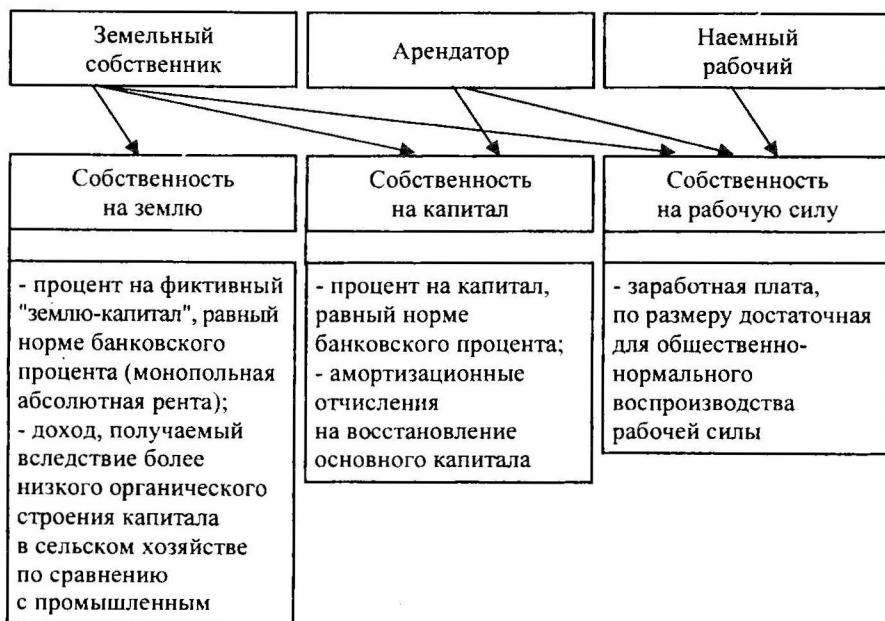 Земельный
собственник
Арендатор
Наемный
рабочий
Собственность
на землю
Собственность
на капитал
Собственность
на рабочую силу
- процент на фиктивный
"землю-капитал", равный
норме банковского
процента (монопольная
абсолютная рента);
- доход, получаемый
вследствие более
низкого органического
строения капитала
в сельском хозяйстве
по сравнению
с промышленным
- процент на капитал,
равный норме
банковского процента;
- амортизационные
отчисления
на восстановление
основного капитала
- заработная плата,
по размеру достаточная
для общественно-
нормального
воспроизводства
рабочей силы